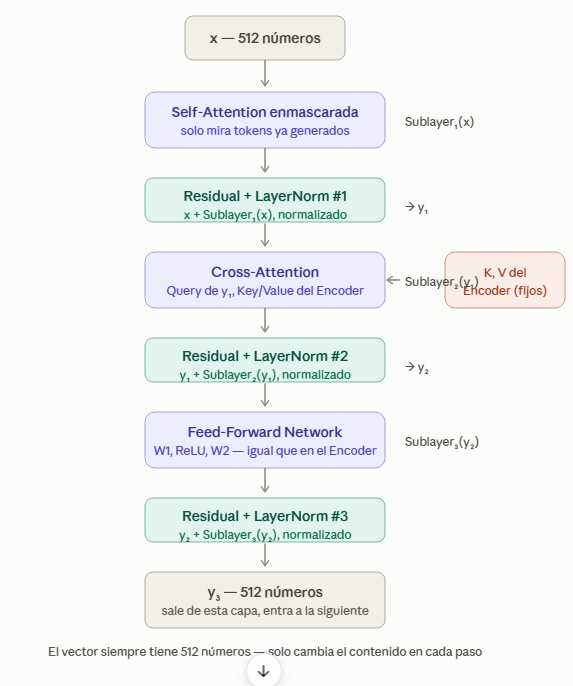 x — 512 números
Self-Attention enmascarada
solo mira tokens ya generados
Sublayer₁(x)
Residual + LayerNorm #1
x + Sublayer₁(x), normalizado
→ y₁
Cross-Attention
Query de y₁, Key/Value del Encoder
Sublayer₂(y₁)
K, V del
Encoder (fijos)
Residual + LayerNorm #2
y₁ + Sublayer₂(y₁), normalizado
→ y₂
Feed-Forward Network
W1, ReLU, W2 — igual que en el Encoder
Sublayer₃(y₂)
Residual + LayerNorm #3
y₂ + Sublayer₃(y₂), normalizado
y₃ — 512 números
sale de esta capa, entra a la siguiente
El vector siempre tiene 512 números — solo cambia el contenido en cada paso